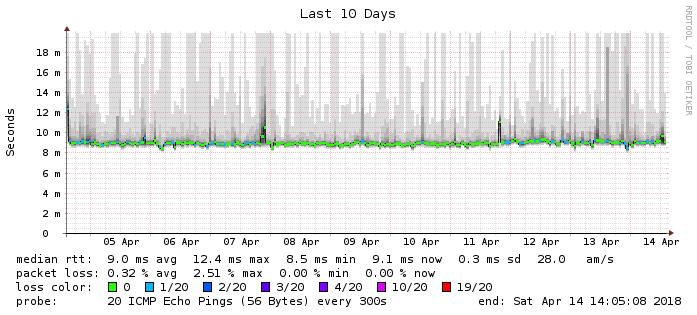 Last 10 Days
RRDTOOL / TOBI OETIKER
Seconds
18 m
16 m
14 m
12 m
10 m
8 m
6 m
4 m
2 m
0
05 Apr 06 Apr 07 Apr 08 Apr 09 Apr 10 Apr 11 Apr 12 Apr 13 Apr 14 Apr
median rtt: 9.0 ms avg 12.4 ms max 8.5 ms min 9.1 ms now 0.3 ms sd 28.0 am/s
packet loss: 0.32 % avg 2.51 % max 0.00 % min 0.00 % now
loss color: 0 1/20 2/20 3/20 4/20 10/20 19/20
probe: 20 ICMP Echo Pings (56 Bytes) every 300s end: Sat Apr 14 14:05:08 2018